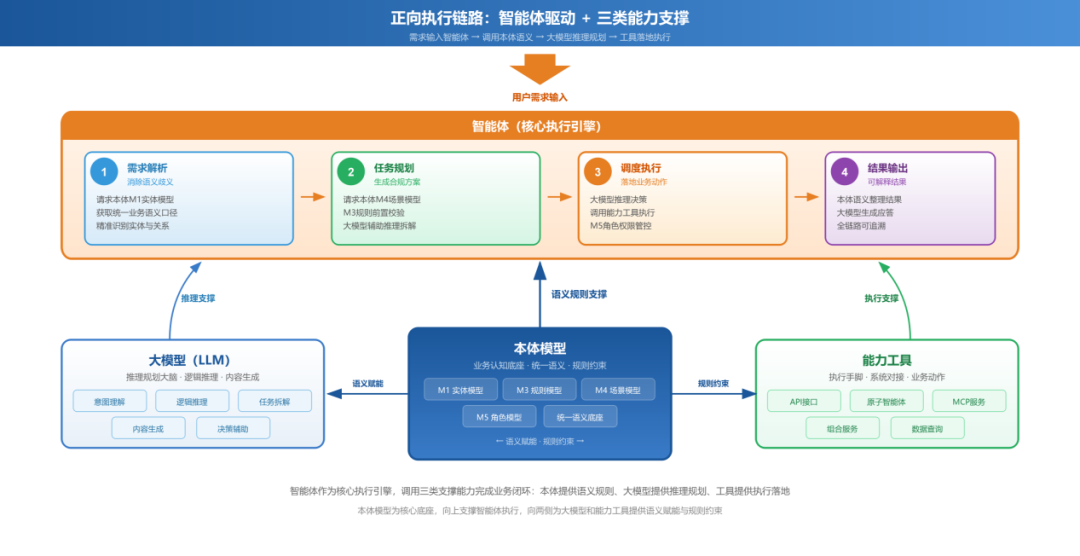 正向执行链路：智能体驱动 + 三类能力支撑
需求输入智能体 → 调用本体语义 → 大模型推理规划 → 工具落地执行
用户需求输入
智能体（核心执行引擎）
1
需求解析
消除语义歧义
请求本体M1实体模型
获取统一业务语义口径
精准识别实体与关系
2
任务规划
生成合规方案
请求本体M4场景模型
M3规则前置校验
大模型辅助推理拆解
3
调度执行
落地业务动作
大模型推理决策
调用能力工具执行
M5角色权限管控
4
结果输出
可解释结果
本体语义整理结果
大模型生成应答
全链路可追溯
推理支撑
语义规则支撑
执行支撑
大模型（LLM）
推理规划大脑 · 逻辑推理 · 内容生成
意图理解
逻辑推理
任务拆解
内容生成
决策辅助
语义赋能
本体模型
业务认知底座 · 统一语义 · 规则约束
M1 实体模型
M3 规则模型
M4 场景模型
M5 角色模型
统一语义底座
← 语义赋能 · 规则约束 →
规则约束
能力工具
执行手脚 · 系统对接 · 业务动作
API接口
原子智能体
MCP服务
组合服务
数据查询
智能体作为核心执行引擎，调用三类支撑能力完成业务闭环：本体提供语义规则、大模型提供推理规划、工具提供执行落地
本体模型为核心底座，向上支撑智能体执行，向两侧为大模型和能力工具提供语义赋能与规则约束